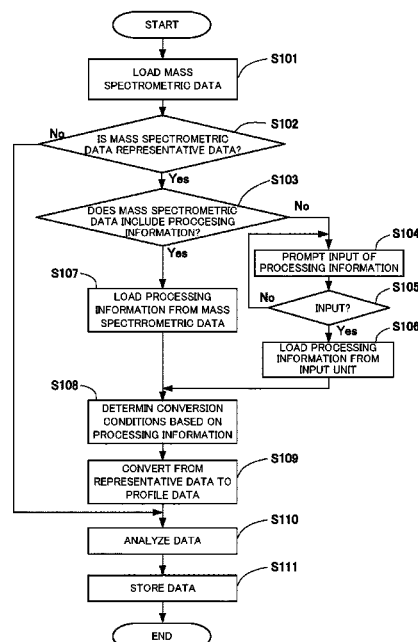 START
S101
LOAD MASS
SPECTROMETRIC DATA
S102
No
IS MASS SPECTROMETRIC
DATA REPRESENTATIVE DATA?
Yes
S103
DOES MASS SPECTROMETRIC
DATA INCLUDE PROCCESING
INFORMATION?
No
Yes
S104
PROMPT INPUT OF
PROCESSING INFORMATION
S105
No
INPUT?
Yes
S106
LOAD PROCESSING
INFORMATION FROM
INPUT UNIT
S107
LOAD PROCESSING
INFORMATION FROM MASS
SPECTRROMETRIC DATA
S108
DETERMIN CONVERSION
CONDITIONS BASED ON
PROCESSING INFORMATION
S109
CONVERT FROM
REPRESENTATIVE DATA TO
PROFILE DATA
S110
ANALYZE DATA
S111
STORE DATA
END